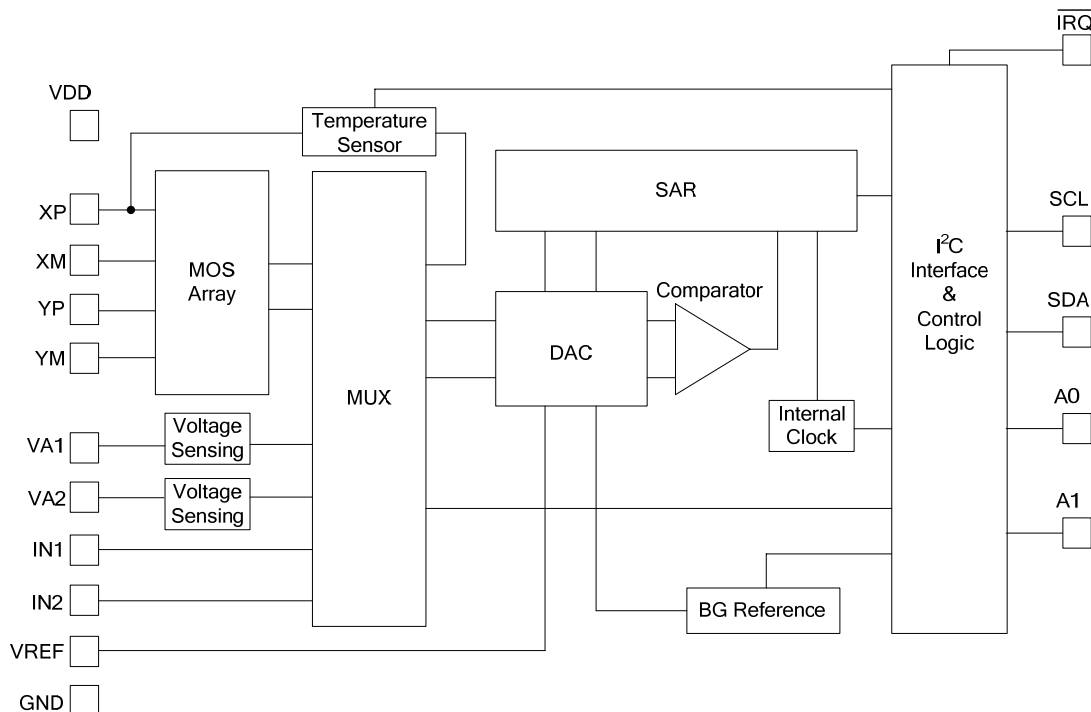 IRQ
VDD
Temperature
Sensor
SAR
XP
SCL
XM
MOS
Array
I²C
Interface
&
Control
Logic
Comparator
YP
SDA
YM
DAC
MUX
A0
Internal
Clock
VA1
Voltage
Sensing
VA2
Voltage
Sensing
A1
IN1
IN2
BG Reference
VREF
GND